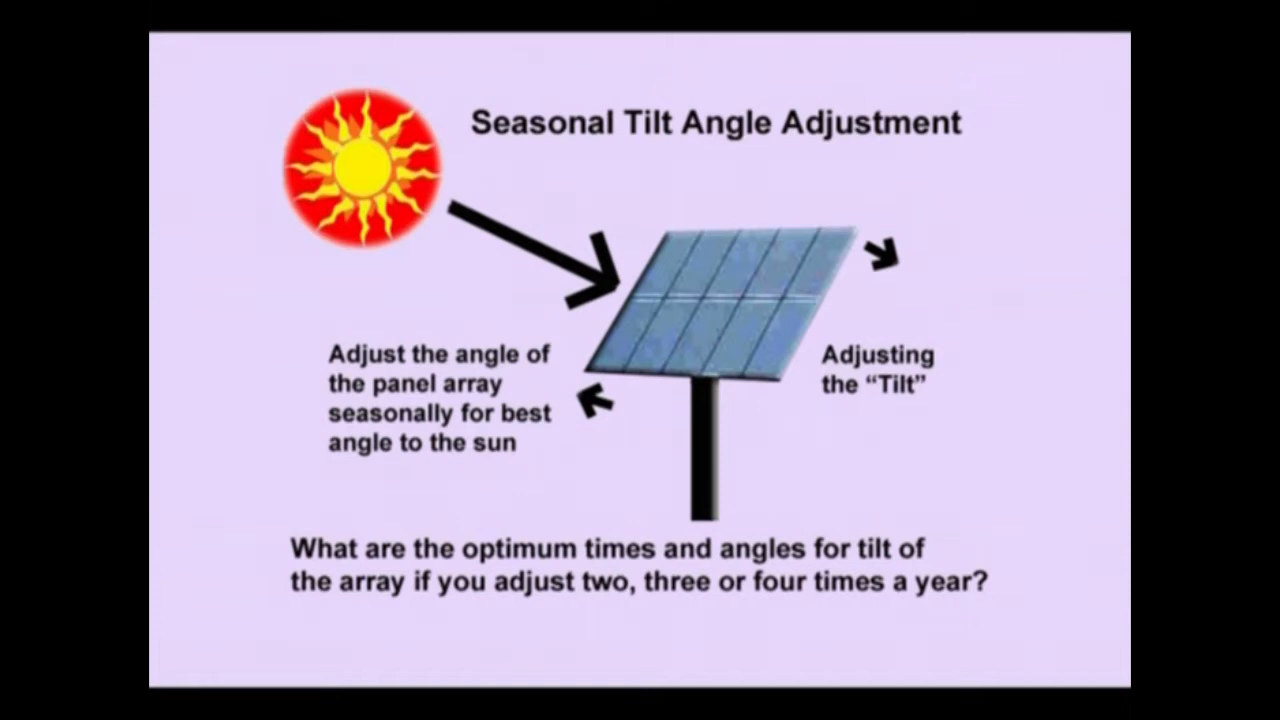 Seasonal Tilt Angle Adjustment
Adjust the angle of
the panel array
seasonally for best
angle to the sun
Adjusting
the “Tilt”
What are the optimum times and angles for tilt of
the array if you adjust two, three or four times a year?